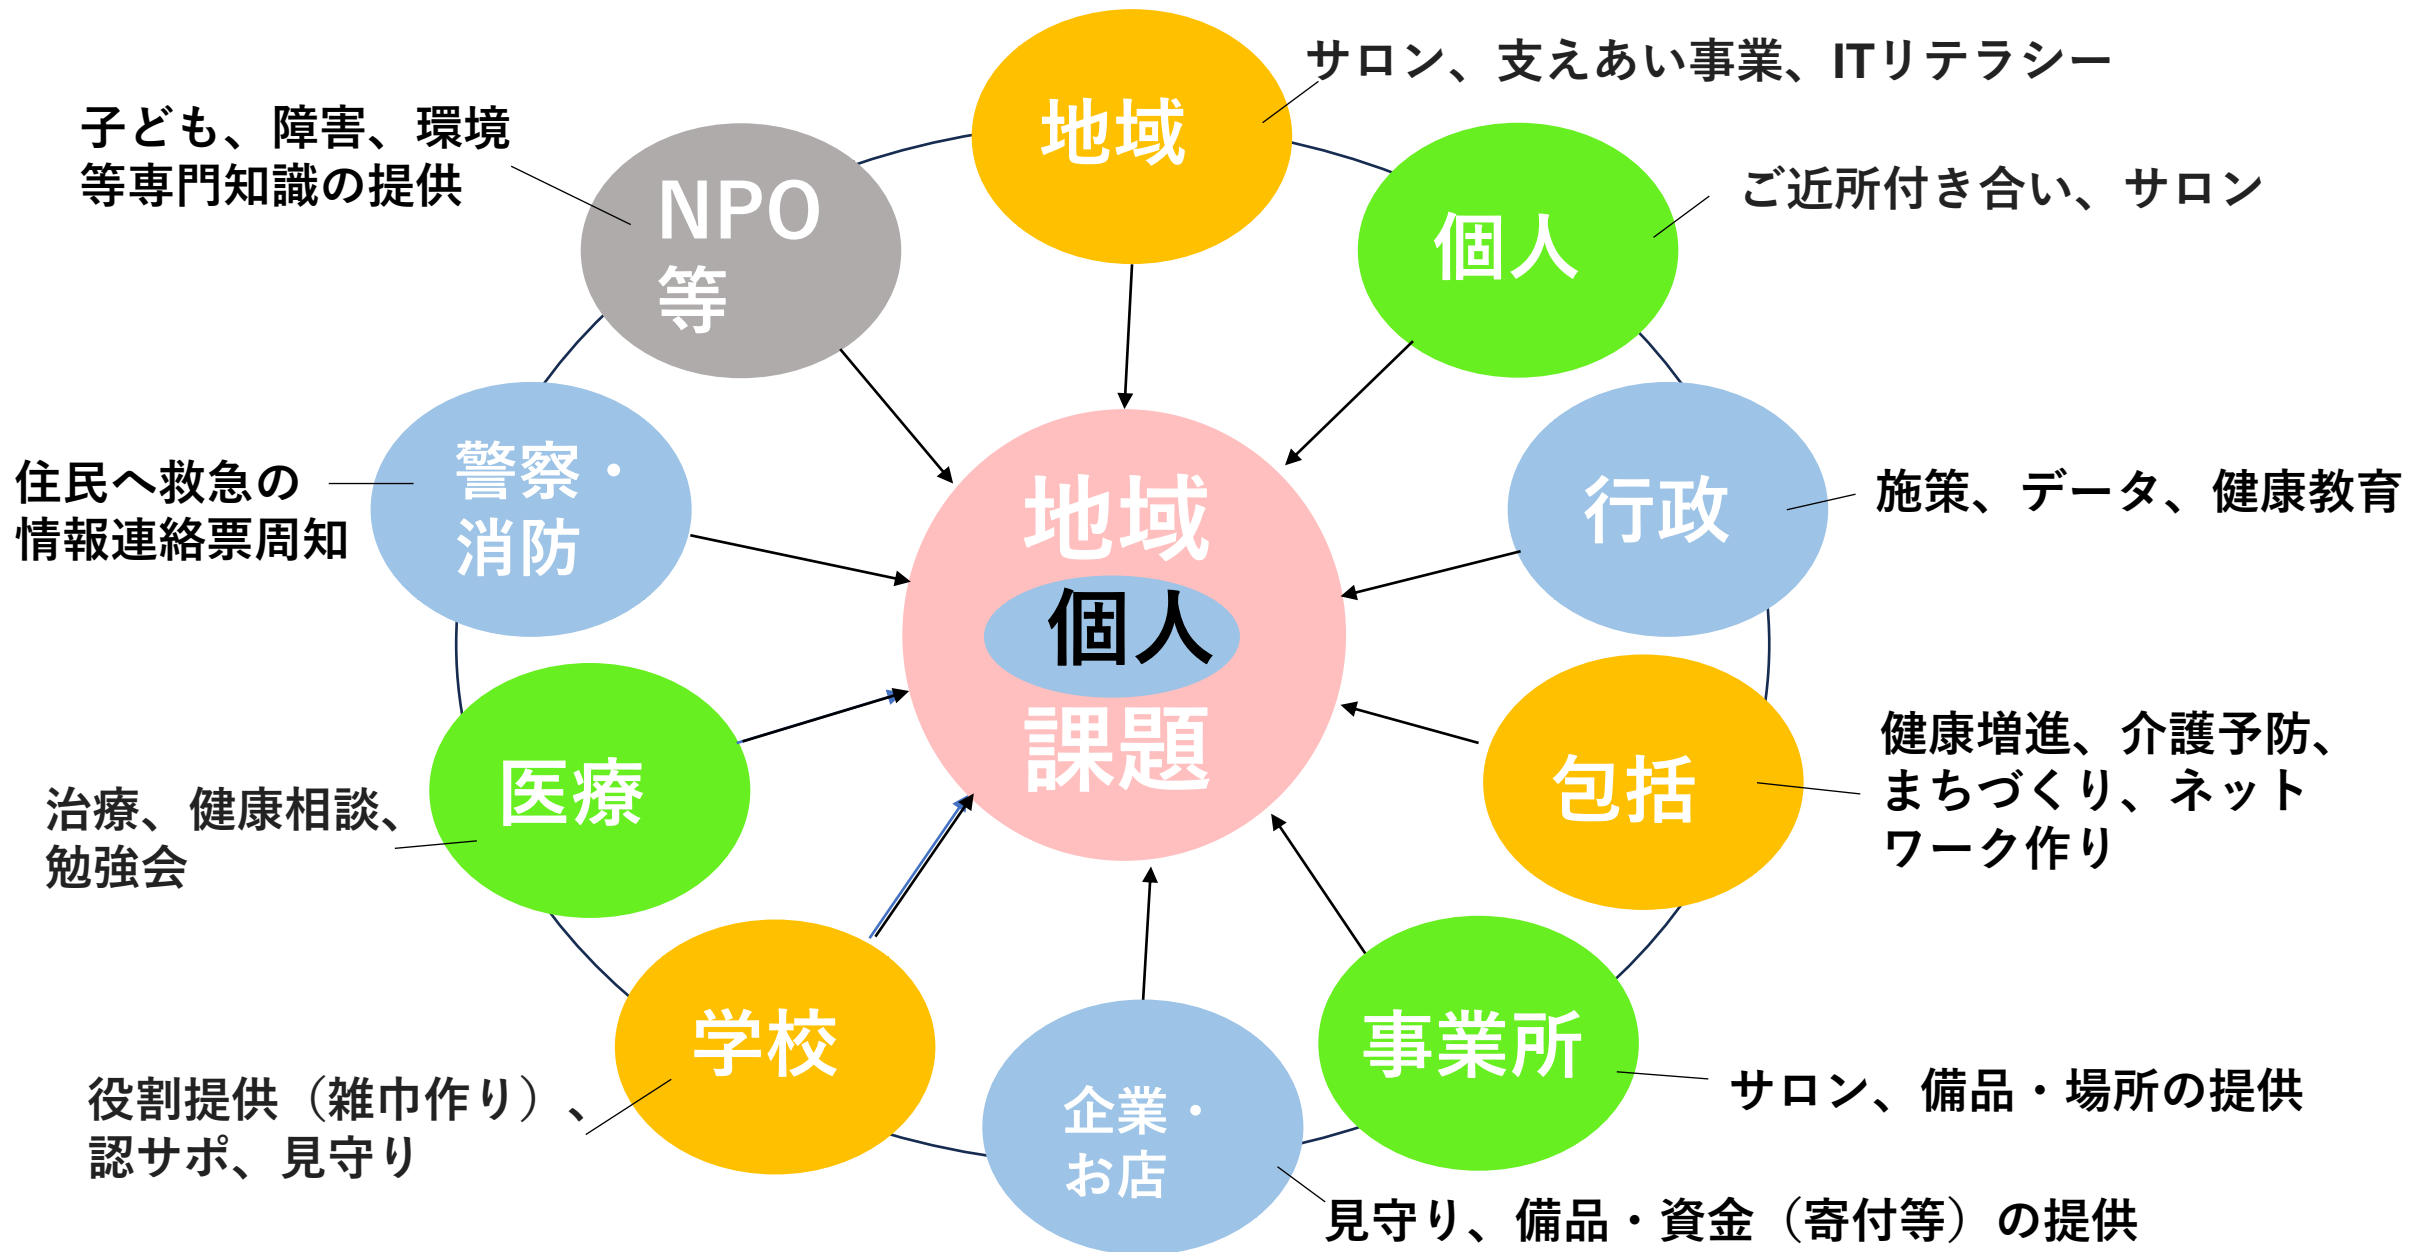 地域
サロン、支えあい事業、ITリテラシー
個人
ご近所付き合い、サロン
行政
施策、データ、健康教育
包括
健康増進、介護予防、
まちづくり、ネット
ワーク作り
事業所
サロン、備品・場所の提供
企業・
お店
見守り、備品・資金（寄付等）の提供
学校
役割提供（雑巾作り）、
認サポ、見守り
医療
治療、健康相談、
勉強会
警察・
消防
住民へ救急の
情報連絡票周知
NPO
等
子ども、障害、環境
等専門知識の提供
地域
個人
課題